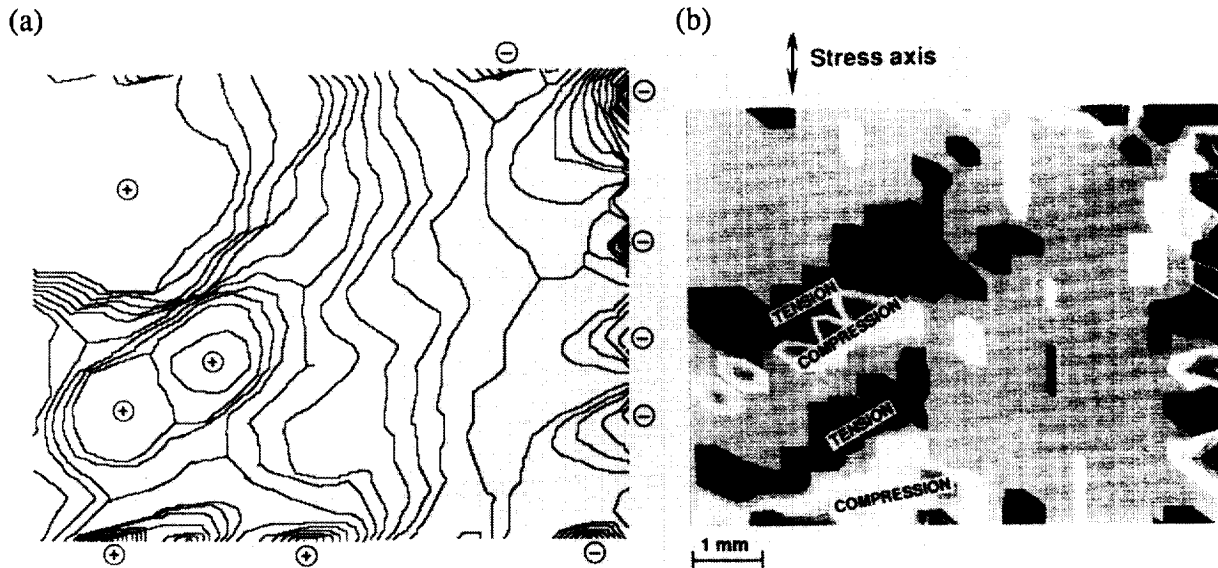 (a)
(b)
Stress axis
TENSION
COMPRESSION
TENSION
COMPRESSION
1 mm